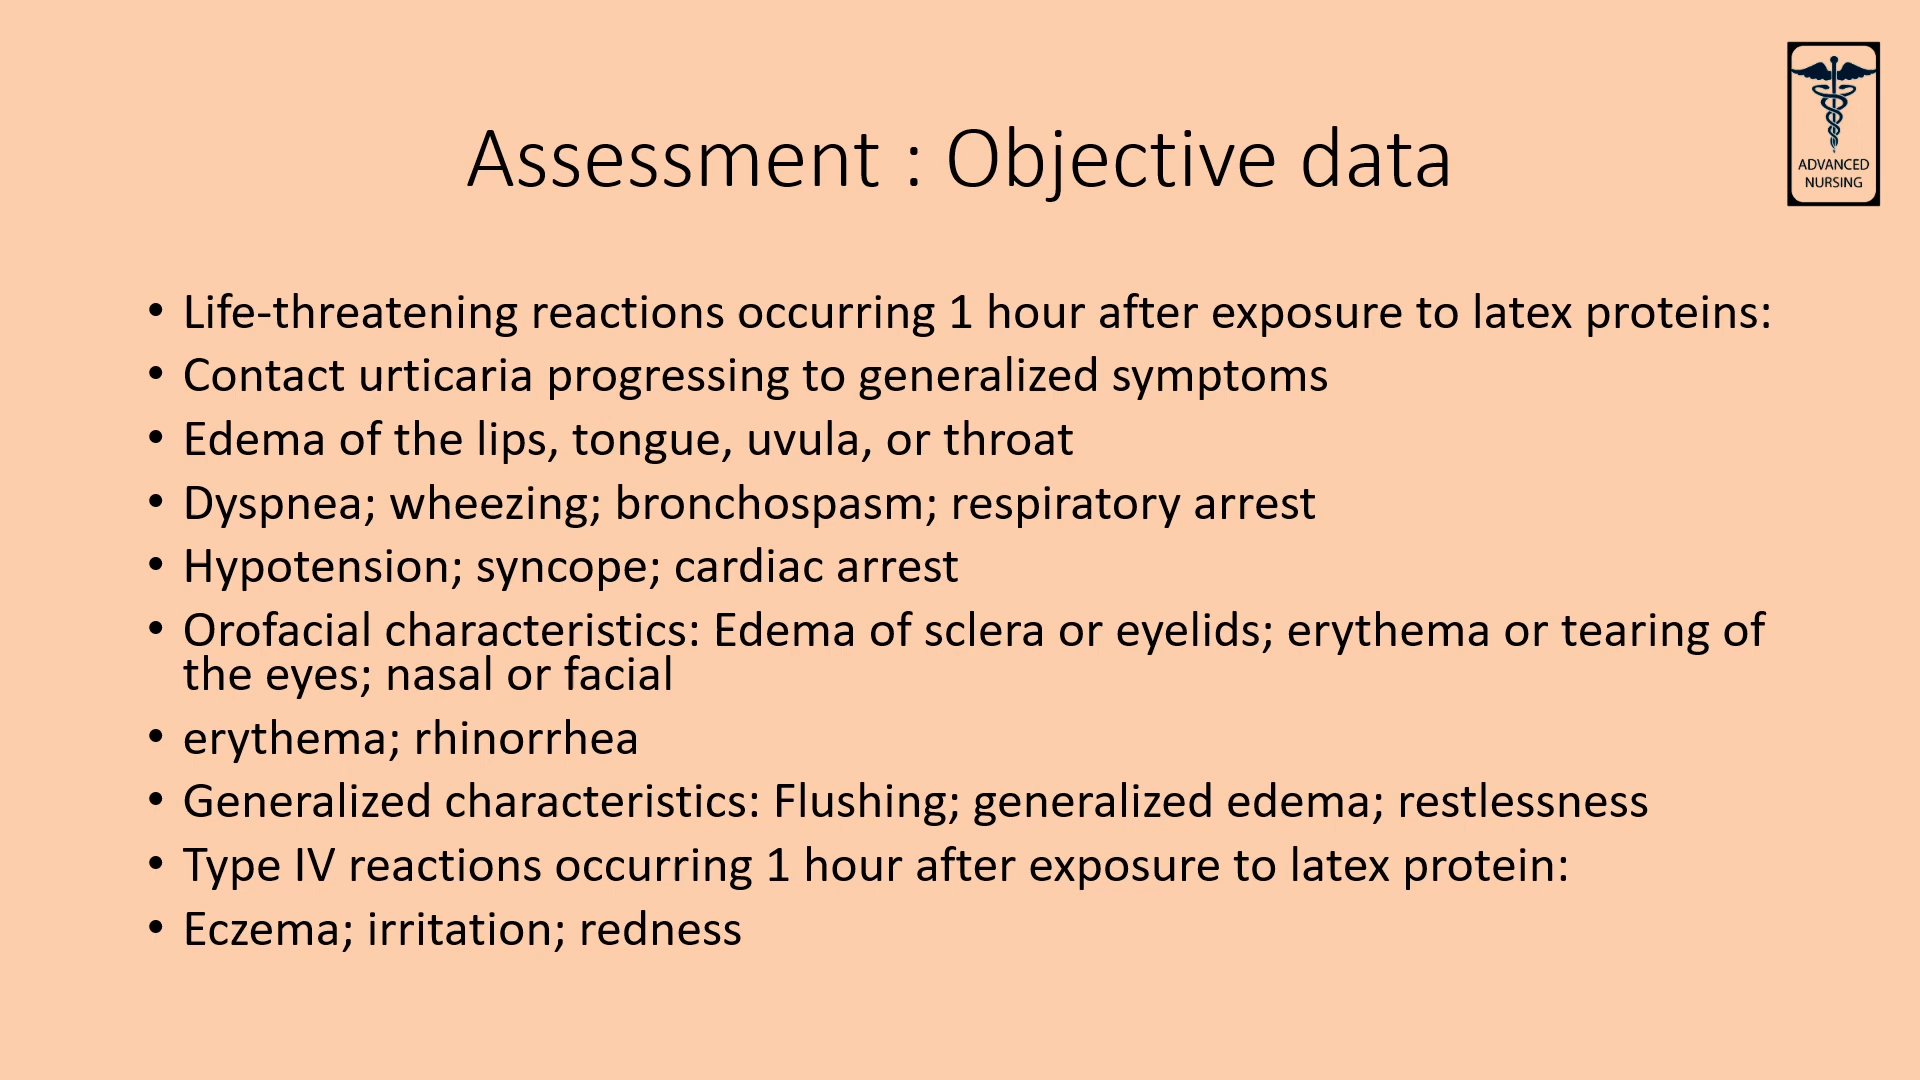 ADVANCED
NURSING
Assessment : Objective data
• Life-threatening reactions occurring 1 hour after exposure to latex proteins:
• Contact urticaria progressing to generalized symptoms
• Edema of the lips, tongue, uvula, or throat
• Dyspnea; wheezing; bronchospasm; respiratory arrest
• Hypotension; syncope; cardiac arrest
• Orofacial characteristics: Edema of sclera or eyelids; erythema or tearing of
the eyes; nasal or facial
• erythema; rhinorrhea
• Generalized characteristics: Flushing; generalized edema; restlessness
• Type IV reactions occurring 1 hour after exposure to latex protein:
• Eczema; irritation; redness